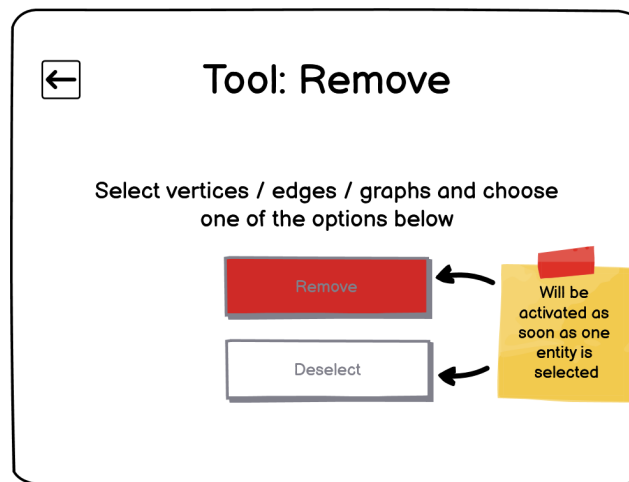 Tool: Remove
Select vertices / edges / graphs and choose
one of the options below
Remove
Deselect
Will be
activated as
soon as one
entity is
selected